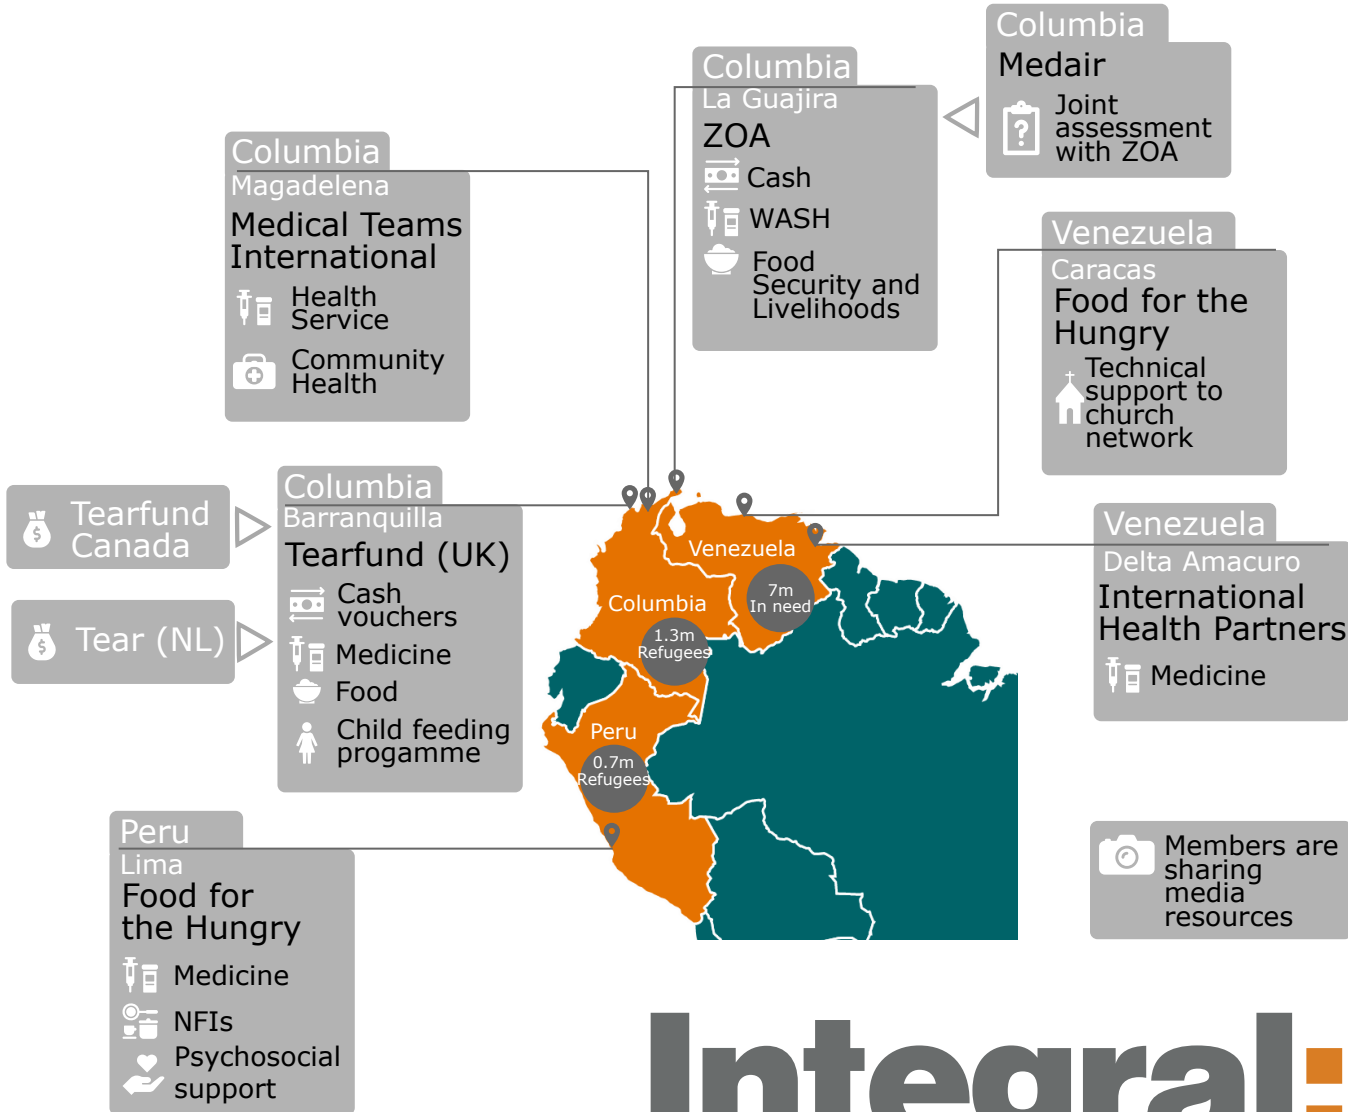 Columbia
Medair
Joint
assessment
with ZOA
Columbia
La Guajira
ZOA
Cash
WASH
Food
Security and
Livelihoods
Columbia
Magadelena
Medical Teams
International
Health
Service
Community
Health
Venezuela
Caracas
Food for the
Hungry
Technical
support to
church
network
Tearfund
Canada
Tear (NL)
Columbia
Barranquilla
Tearfund (UK)
Cash
vouchers
Medicine
Food
Child feeding
progamme
Venezuela
Delta Amacuro
International
Health Partners
Medicine
Venezuela
7m
In need
Columbia
1.3m
Refugees
Peru
0.7m
Refugees
Peru
Lima
Food for
the Hungry
Medicine
NFIs
Psychosocial
support
Members are
sharing
media
resources
Integral